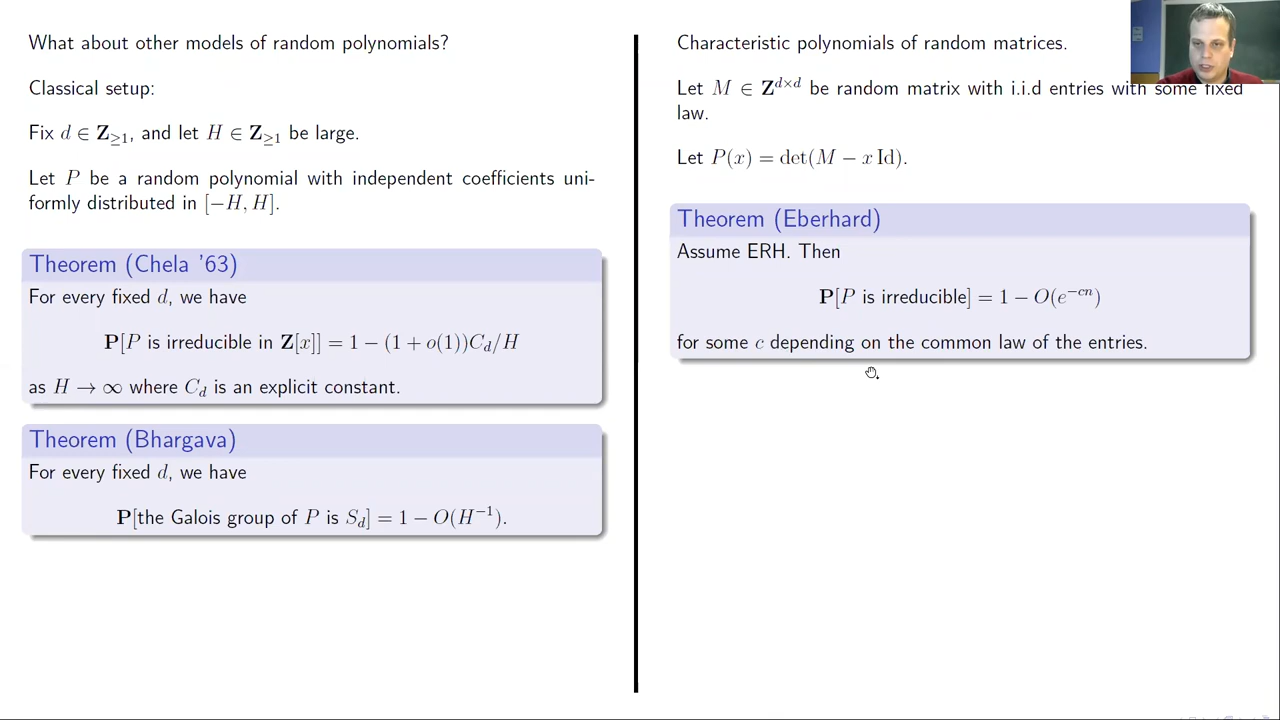 What about other models of random polynomials?
Classical setup:
Fix d ∈ Z≥1, and let H ∈ Z≥1 be large.
Let P be a random polynomial with independent coefficients uni-
formly distributed in [−H, H].
Theorem (Chela '63)
For every fixed d, we have
P[P is irreducible in Z[x]] = 1 − (1 + o(1))C_d/H
as H → ∞ where C_d is an explicit constant.
Theorem (Bhargava)
For every fixed d, we have
P[the Galois group of P is S_d] = 1 − O(H^{−1}).
Characteristic polynomials of random matrices.
Let M ∈ Z^{d×d} be random matrix with i.i.d entries with some fixed
law.
Let P(x) = det(M − x Id).
Theorem (Eberhard)
Assume ERH. Then
P[P is irreducible] = 1 − O(e^{−cn})
for some c depending on the common law of the entries.